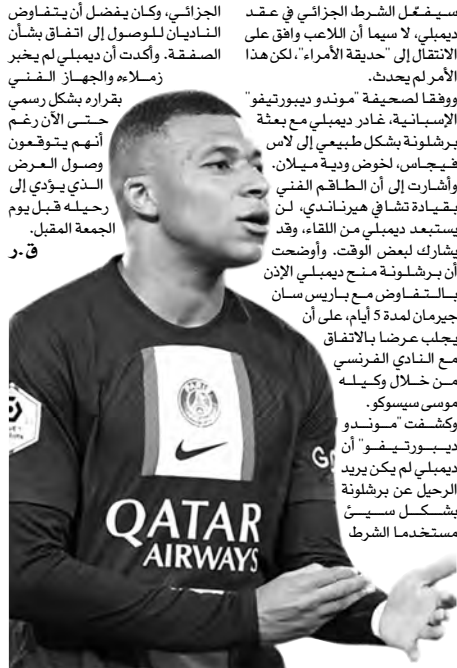 سيفعّل الشرط الجزائي في عقد
ديمبلي، لا سيما أن اللاعب وافق على
الانتقال إلى "حديقة الأمراء"، لكن هذا
الأمر لم يحدث.
ووفقا لصحيفة "موندو ديبورتيفو"
الإسبانية، غادر ديمبلي مع بعثة
برشلونة بشكل طبيعي إلى لاس
فيجاس، لخوض ودية ميلان.
وأشارت إلى أن الطاقم الفني
بقيادة تشافي هيرناندي، لن
يستبعد ديمبلي من اللقاء، وقد
يشارك لبعض الوقت. وأوضحت
أن برشلونة منح ديمبلي الإذن
بالتفاوض مع باريس سان
جيرمان لمدة 5 أيام، على أن
يجلب عرضا بالاتفاق
مع النادي الفرنسي
من خلال وكيله
موسى سيسوكو.
وكشفت "موندو
ديبورتيفو" أن
ديمبلي لم يكن يريد
الرحيل عن برشلونة
بشكل سيئ
مستخدما الشرط
الجزائي، وكان يفضل أن يتفاوض
الناديان للوصول إلى اتفاق بشأن
الصفقة. وأكدت أن ديمبلي لم يخبر
زملاءه والجهاز الفني
بقراره بشكل رسمي
حتى الآن رغم
أنهم يتوقعون
وصول العرض
الذي يؤدي إلى
رحيله قبل يوم
الجمعة المقبل.
ق.ر
PARIS
Go
QATAR
AIRWAYS